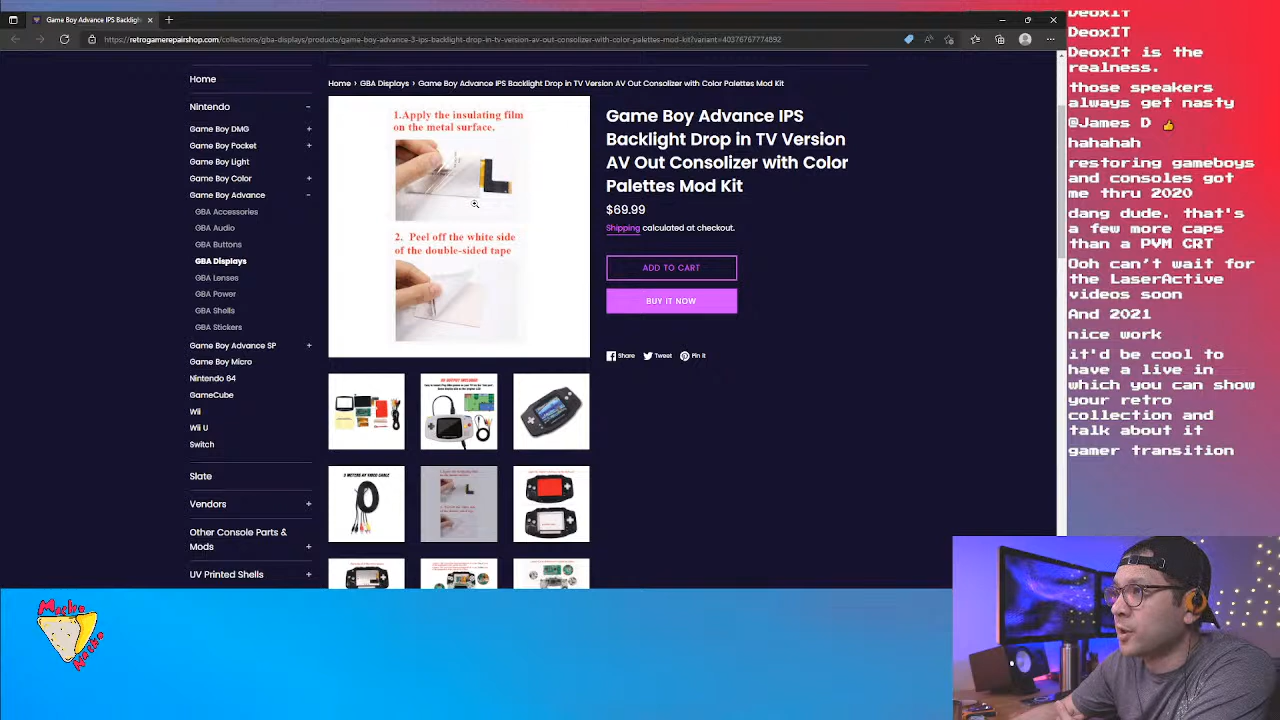 Game Boy Advance IPS Backligh
https://retrogamerepairshop.com/collections/gba-displays/products/game-boy-advance-3-ips-backlight-drop-in-tv-version-av-out-consolizer-with-color-palettes-mod-kit?variant=40376767774892
Home
Nintendo
Game Boy DMG
Game Boy Pocket
Game Boy Light
Game Boy Color
Game Boy Advance
GBA Accessories
GBA Audio
GBA Buttons
GBA Displays
GBA Lenses
GBA Power
GBA Shells
GBA Stickers
Game Boy Advance SP
Game Boy Micro
Nintendo 64
GameCube
Wii
Wii U
Switch
Slate
Vendors
Other Console Parts &
Mods
UV Printed Shells
Home › GBA Displays › Game Boy Advance IPS Backlight Drop in TV Version AV Out Consolizer with Color Palettes Mod Kit
1.Apply the insulating film
on the metal surface.
2. Peel off the white side
of the double-sided tape
Game Boy Advance IPS
Backlight Drop in TV Version
AV Out Consolizer with Color
Palettes Mod Kit
$69.99
Shipping calculated at checkout.
ADD TO CART
BUY IT NOW
Share
Tweet
Pin it
DeoxIT
DeoxIT
DeoxIT is the
realness.
those speakers
always get nasty
@James D 👍
hahahah
restoring gameboys
and consoles got
me thru 2020
dang dude. that's
a few more caps
than a PVM CRT
Ooh can't wait for
the LaserActive
videos soon
And 2021
nice work
it'd be cool to
have a live in
which you can show
your retro
collection and
talk about it
gamer transition
Macho
Nacho